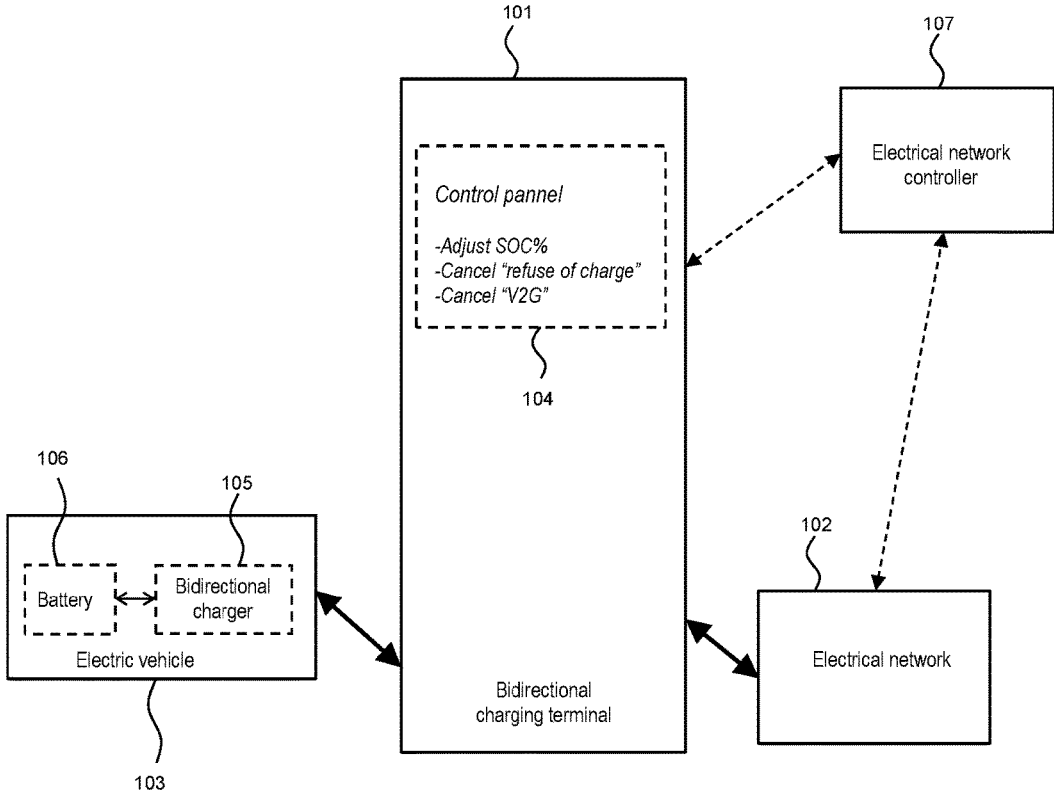 101
107
Electrical network
controller
Control pannel
-Adjust SOC%
-Cancel “refuse of charge”
-Cancel “V2G”
104
106
105
102
Battery
Bidirectional
charger
Electric vehicle
Electrical network
Bidirectional
charging terminal
103